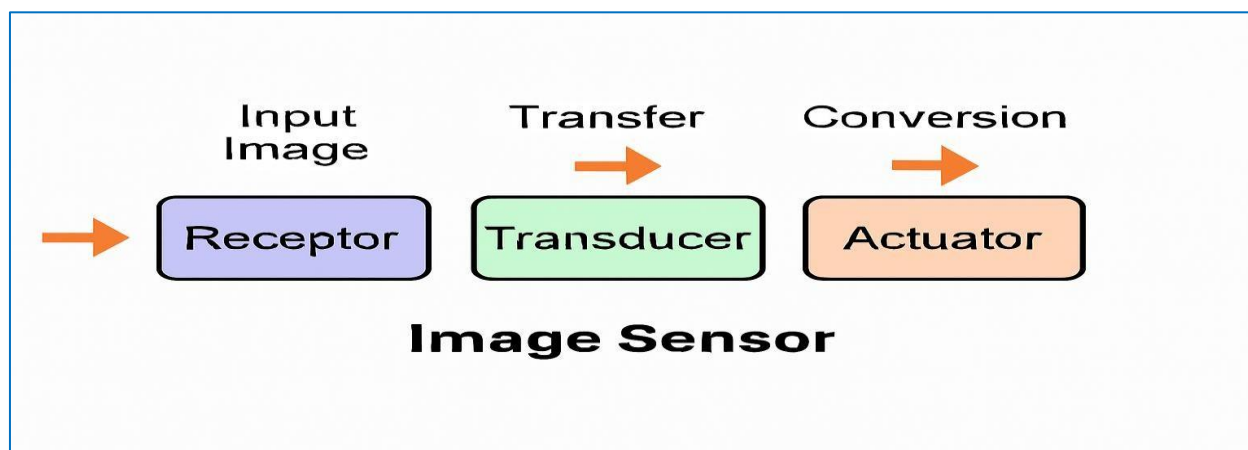 Input
Image
Transfer
Conversion
Receptor
Transducer
Actuator
Image Sensor